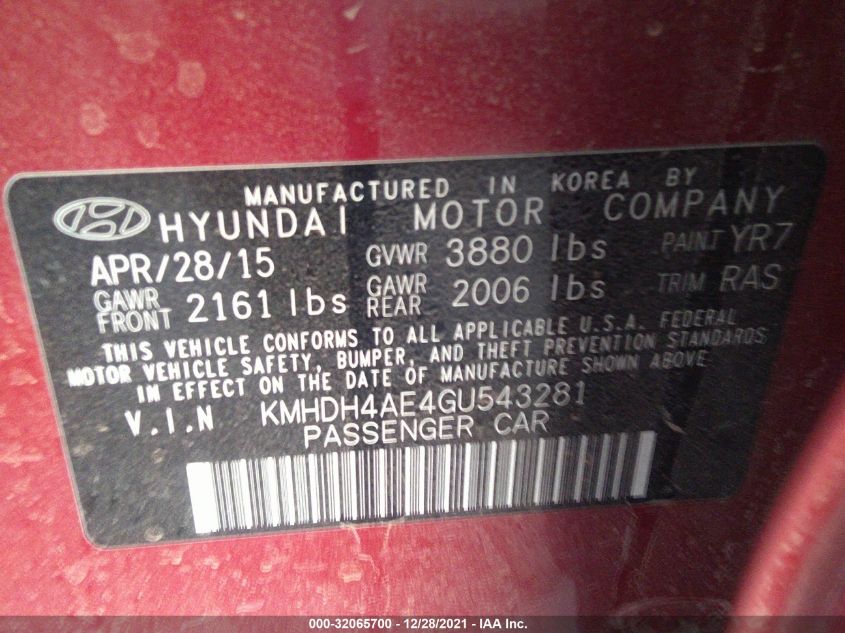 MANUFACTURED IN KOREA BY
HYUNDAI MOTOR COMPANY
APR/28/15 GVWR 3880 lbs PAINT YR7
GAWR FRONT 2161 lbs GAWR REAR 2006 lbs TRIM RAS
THIS VEHICLE CONFORMS TO ALL APPLICABLE U.S.A. FEDERAL
MOTOR VEHICLE SAFETY, BUMPER, AND THEFT PREVENTION STANDARDS
IN EFFECT ON THE DATE OF MANUFACTURE SHOWN ABOVE
V.I.N KMHDH4AE4GU543281
PASSENGER CAR
000-32065700 - 12/28/2021 - IAA Inc.